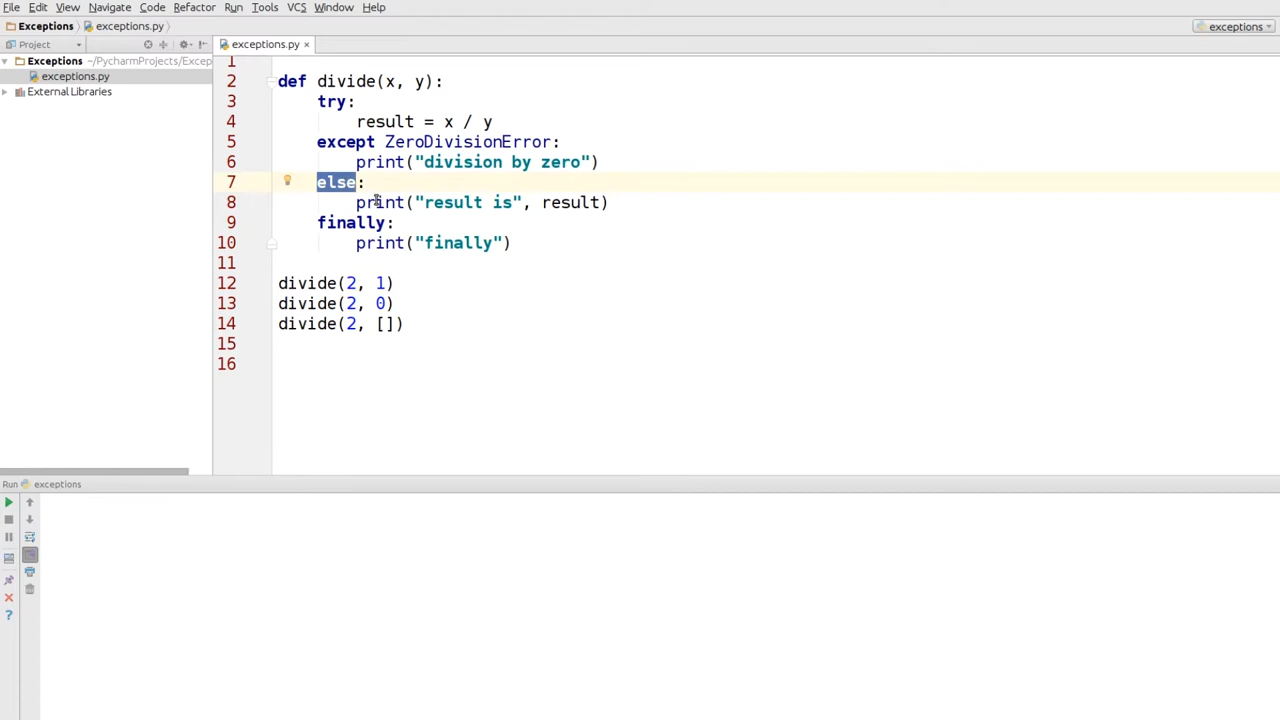 File Edit View Navigate Code Refactor Run Tools VCS Window Help
Exceptions exceptions.py exceptions
Project exceptions.py
Exceptions ~/PycharmProjects/Excep
exceptions.py
External Libraries
1
2 def divide(x, y):
3 try:
4 result = x / y
5 except ZeroDivisionError:
6 print("division by zero")
7 else:
8 print("result is", result)
9 finally:
10 print("finally")
11
12 divide(2, 1)
13 divide(2, 0)
14 divide(2, [])
15
16
Run exceptions